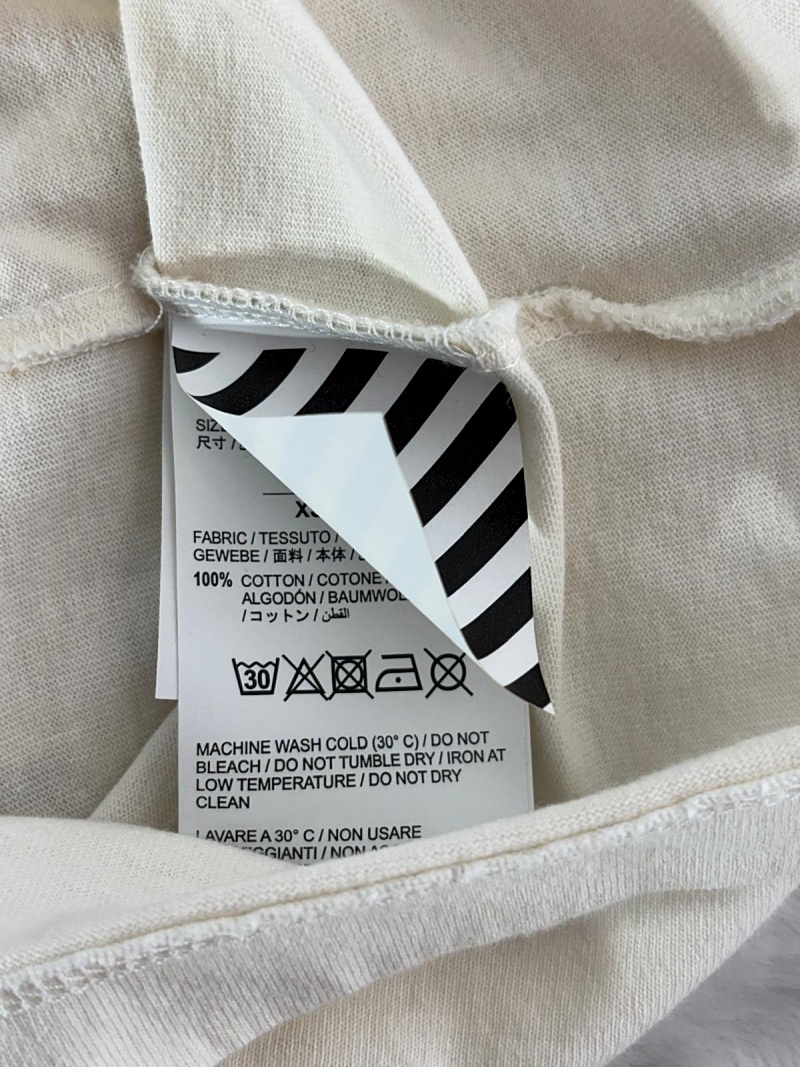 尺寸 /
FABRIC / TESSUTO /
GEWEBE / 面料 / 本体 /
100% COTTON / COTONE
ALGODÓN / BAUMWOL
/ コットン / القطن
30
MACHINE WASH COLD (30° C) / DO NOT
BLEACH / DO NOT TUMBLE DRY / IRON AT
LOW TEMPERATURE / DO NOT DRY
CLEAN
LAVARE A 30° C / NON USARE